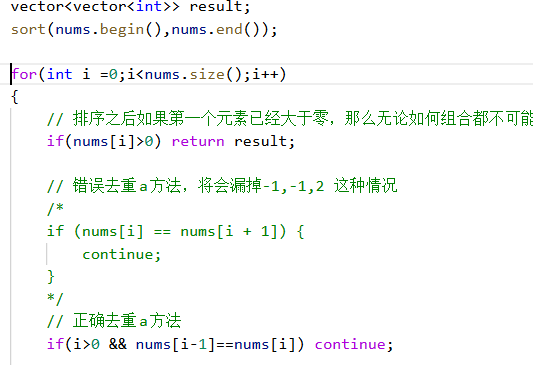 vector<vector<int>> result;
sort(nums.begin(),nums.end());
for(int i =0;i<nums.size();i++)
{
// 排序之后如果第一个元素已经大于零，那么无论如何组合都不可能
if(nums[i]>0) return result;
// 错误去重a方法，将会漏掉-1,-1,2 这种情况
/*
if (nums[i] == nums[i + 1]) {
continue;
}
*/
// 正确去重a方法
if(i>0 && nums[i-1]==nums[i]) continue;